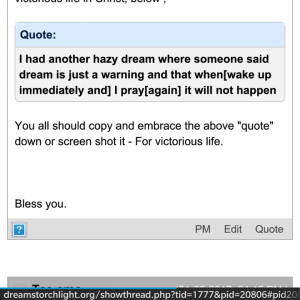 victorious life in Christ, below ,
Quote:
I had another hazy dream where someone said
dream is just a warning and that when[wake up
immediately and] I pray[again] it will not happen
You all should copy and embrace the above "quote"
down or screen shot it - For victorious life.
Bless you.
? PM Edit Quote
dreamstorchlight.org/showthread.php?tid=1777&pid=20806#pid20